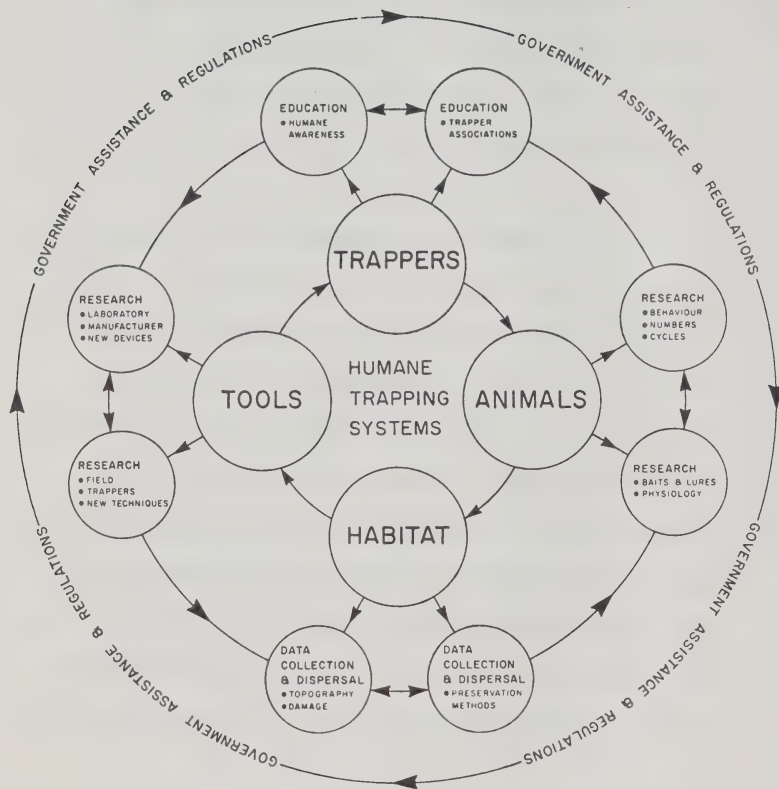 GOVERNMENT ASSISTANCE & REGULATIONS
GOVERNMENT ASSISTANCE & REGULATIONS
EDUCATION
• HUMANE
AWARENESS
EDUCATION
• TRAPPER
ASSOCIATIONS
TRAPPERS
RESEARCH
• LABORATORY
• MANUFACTURER
• NEW DEVICES
RESEARCH
• BEHAVIOUR
• NUMBERS
• CYCLES
TOOLS
HUMANE
TRAPPING
SYSTEMS
ANIMALS
RESEARCH
• FIELD
• TRAPPERS
• NEW TECHNIQUES
RESEARCH
• BAITS & LURES
• PHYSIOLOGY
HABITAT
DATA
COLLECTION
& DISPERSAL
• TOPOGRAPHY
• DAMAGE
DATA
COLLECTION
& DISPERSAL
• PRESERVATION
METHODS
GOVERNMENT ASSISTANCE & REGULATIONS
GOVERNMENT ASSISTANCE & REGULATIONS